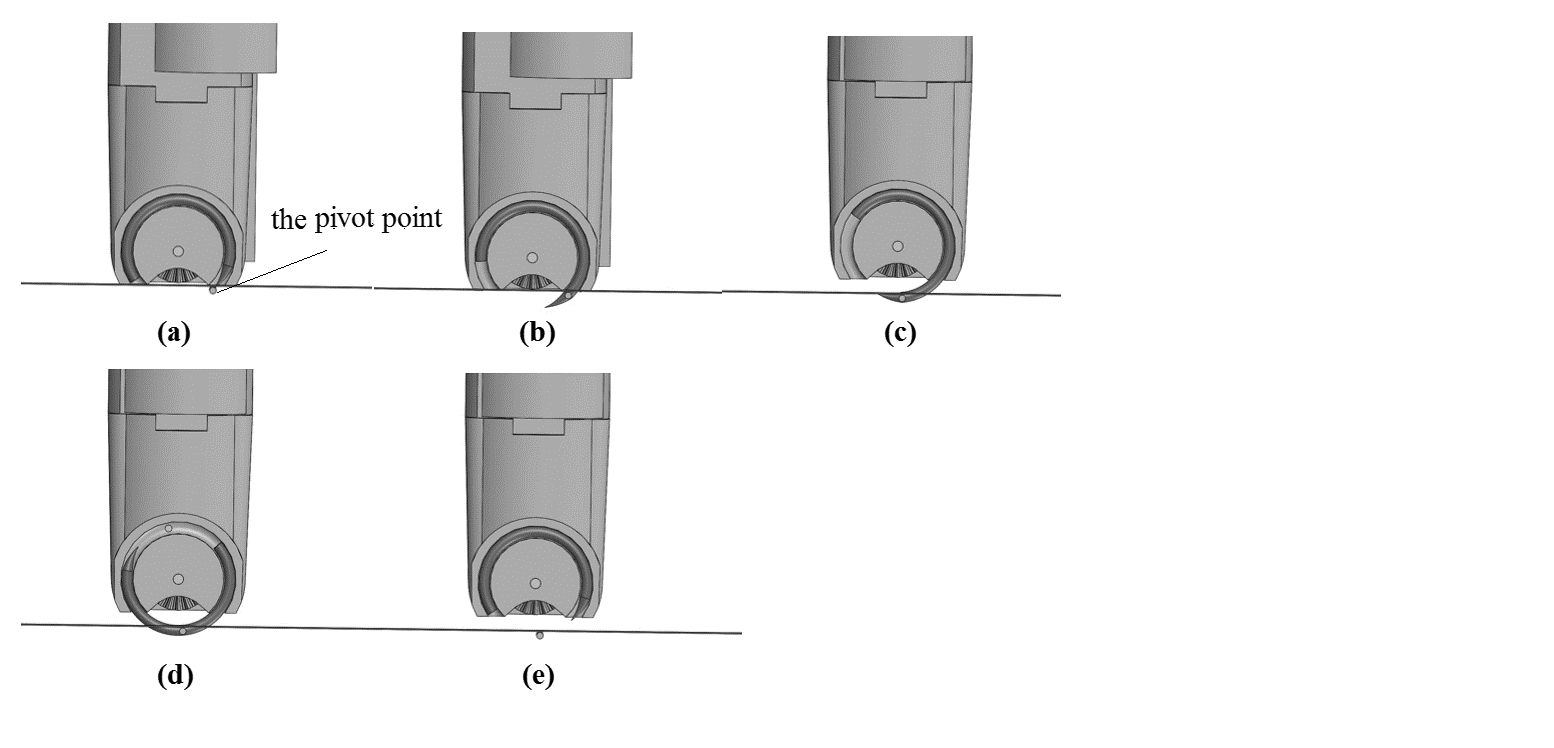 the pivot point
(a)
(b)
(c)
(d)
(e)